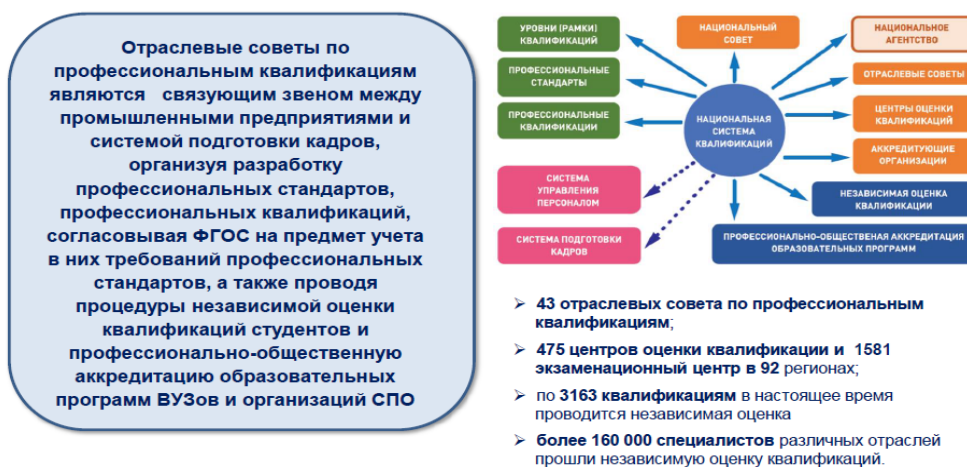 Отраслевые советы по
профессиональным квалификациям
являются связующим звеном между
промышленными предприятиями и
системой подготовки кадров,
организуя разработку
профессиональных стандартов,
профессиональных квалификаций,
согласовывая ФГОС на предмет учета
в них требований профессиональных
стандартов, а также проводя
процедуры независимой оценки
квалификаций студентов и
профессионально-общественную
аккредитацию образовательных
программ ВУЗов и организаций СПО
УРОВНИ (РАМКИ)
КВАЛИФИКАЦИЙ
НАЦИОНАЛЬНЫЙ
СОВЕТ
НАЦИОНАЛЬНОЕ
АГЕНТСТВО
ПРОФЕССИОНАЛЬНЫЕ
СТАНДАРТЫ
ОТРАСЛЕВЫЕ СОВЕТЫ
ПРОФЕССИОНАЛЬНЫЕ
КВАЛИФИКАЦИИ
НАЦИОНАЛЬНАЯ
СИСТЕМА
КВАЛИФИКАЦИЙ
ЦЕНТРЫ ОЦЕНКИ
КВАЛИФИКАЦИЙ
АККРЕДИТУЮЩИЕ
ОРГАНИЗАЦИИ
СИСТЕМА
УПРАВЛЕНИЯ
ПЕРСОНАЛОМ
НЕЗАВИСИМАЯ ОЦЕНКА
КВАЛИФИКАЦИИ
СИСТЕМА ПОДГОТОВКИ
КАДРОВ
ПРОФЕССИОНАЛЬНО-ОБЩЕСТВЕНАЯ АККРЕДИТАЦИЯ
ОБРАЗОВАТЕЛЬНЫХ ПРОГРАММ
➢ 43 отраслевых совета по профессиональным
квалификациям;
➢ 475 центров оценки квалификации и 1581
экзаменационный центр в 92 регионах;
➢ по 3163 квалификациям в настоящее время
проводится независимая оценка
➢ более 160 000 специалистов различных отраслей
прошли независимую оценку квалификаций.